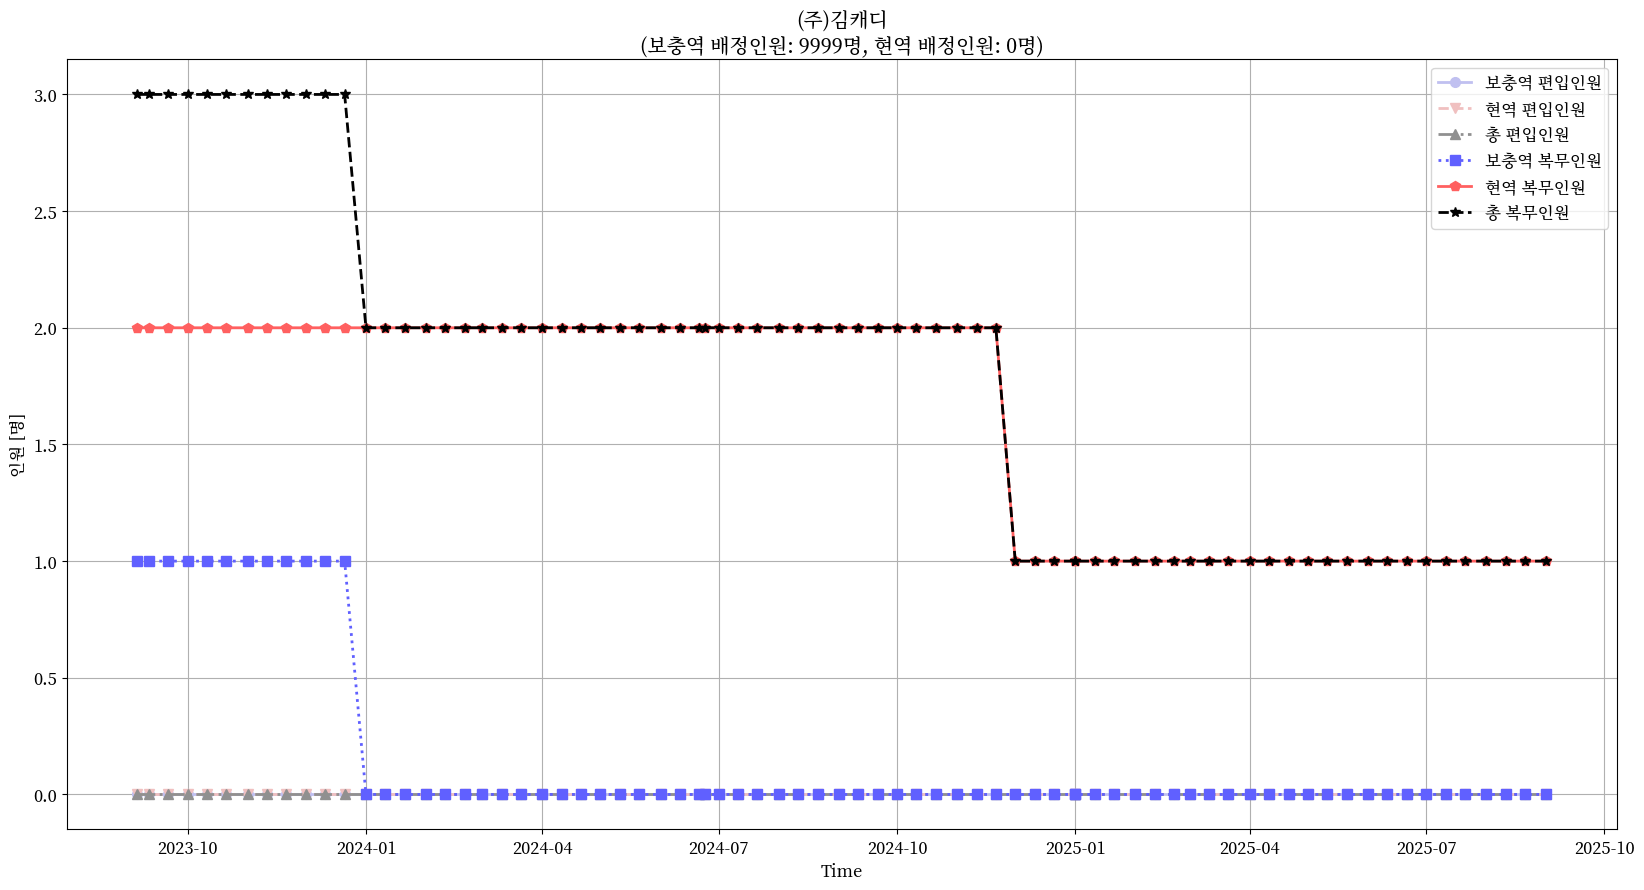 (주)김캐디
(보충역 배정인원: 9999명, 현역 배정인원: 0명)
보충역 편입인원
현역 편입인원
총 편입인원
보충역 복무인원
현역 복무인원
총 복무인원
인원 [명]
3.0
2.5
2.0
1.5
1.0
0.5
0.0
2023-10
2024-01
2024-04
2024-07
2024-10
2025-01
2025-04
2025-07
2025-10
Time